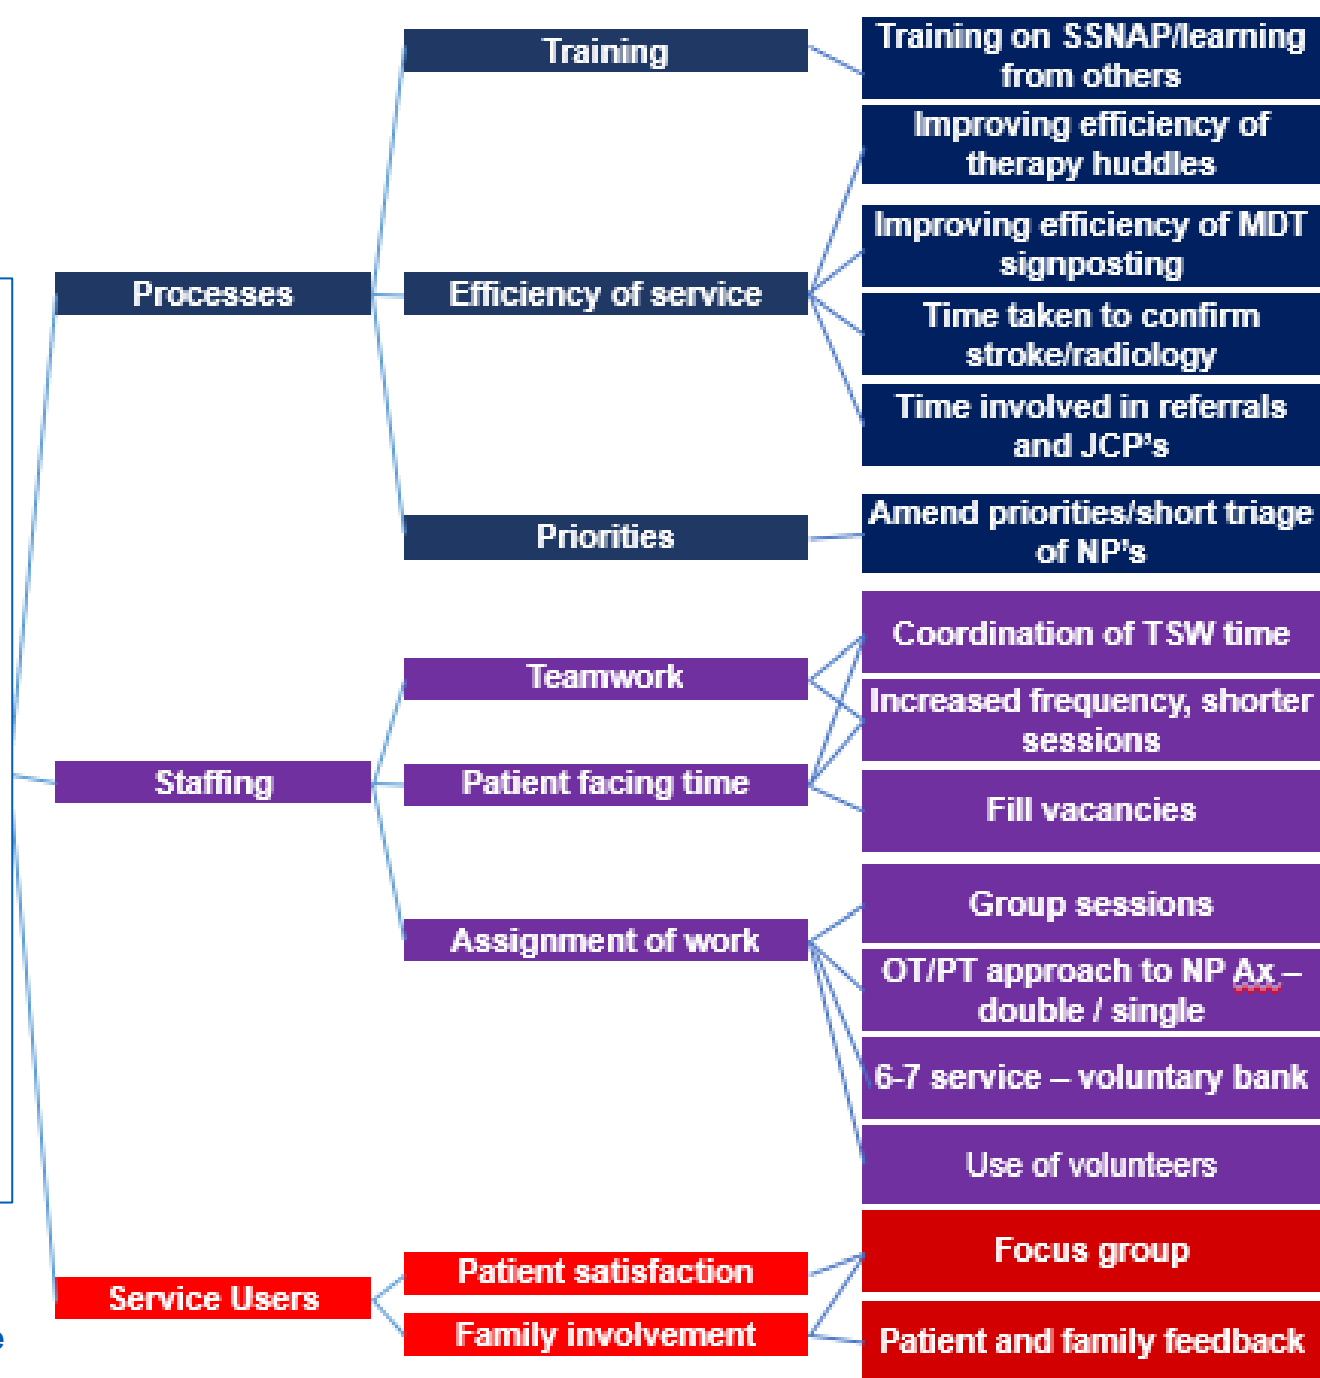 Training
Training on SSNAP/learning
from others
Improving efficiency of
therapy huddles
Improving efficiency of MDT
signposting
Processes
Efficiency of service
Time taken to confirm
stroke/radiology
Time involved in referrals
and JCP's
Priorities
Amend priorities/short triage
of NP's
Teamwork
Coordination of TSW time
Increased frequency, shorter
sessions
Staffing
Patient facing time
Fill vacancies
Assignment of work
Group sessions
OT/PT approach to NP Ax –
double / single
6-7 service – voluntary bank
Use of volunteers
Service Users
Patient satisfaction
Focus group
Family involvement
Patient and family feedback